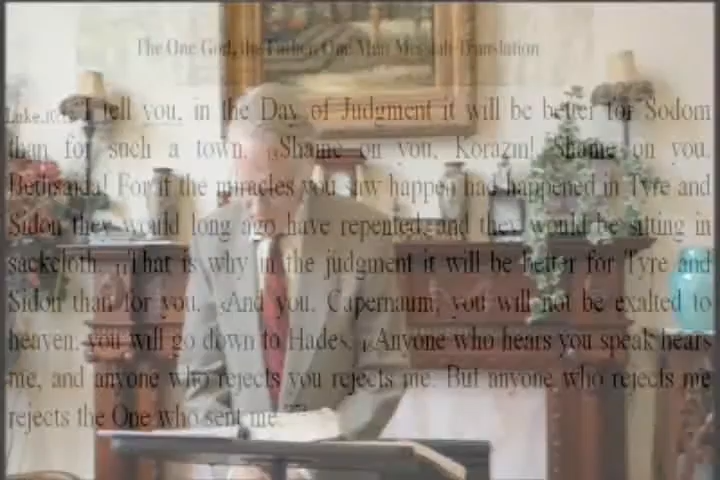 The One God, the Father, One Man Messiah Translation
Luke.10:12 I tell you, in the Day of Judgment it will be better for Sodom
than for such a town. Shame on you, Korazin! Shame on you,
Bethsaida! For if the miracles you saw happen had happened in Tyre and
Sidon they would long ago have repented, and they would be sitting in
sackcloth. That is why in the judgment it will be better for Tyre and
Sidon than for you. And you, Capernaum, you will not be exalted to
heaven; you will go down to Hades. Anyone who hears you speak hears
me, and anyone who rejects you rejects me. But anyone who rejects me
rejects the One who sent me."